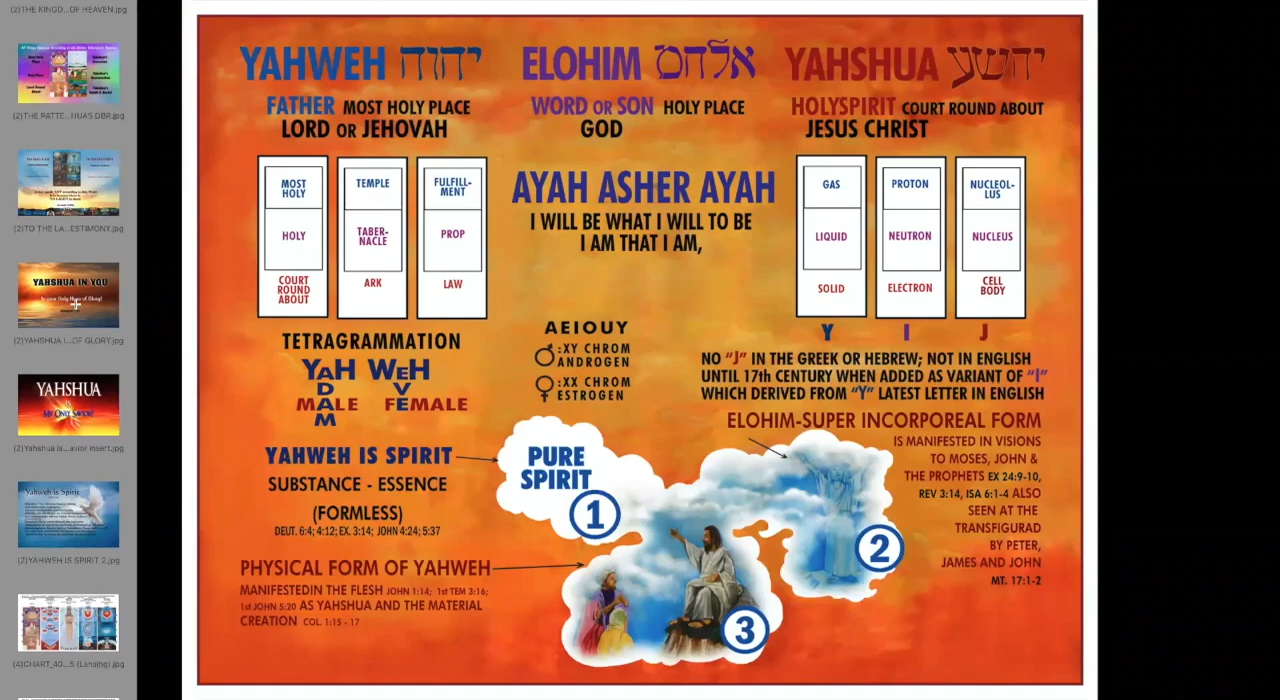 (2)THE KINGD...OF HEAVEN.jpg
(2)THE PATTE...HUAS DBR.jpg
(2)TO THE LA...ESTIMONY.jpg
YAHSHUA IN YOU
(2)YAHSHUA I...OF GLORY.jpg
YAHSHUA
IS
MY ONLY SAVIOR!
(2)Yahshua is...avior insert.jpg
Yahweh is Spirit
(2)YAHWEH IS SPIRIT 2.jpg
(4)CHART_40...5 (Lansing).jpg
YAHWEH יהוה
FATHER MOST HOLY PLACE
LORD OR JEHOVAH
ELOHIM אלהם
WORD OR SON HOLY PLACE
GOD
YAHSHUA יהשע
HOLYSPIRIT COURT ROUND ABOUT
JESUS CHRIST
MOST
HOLY
HOLY
COURT
ROUND
ABOUT
TEMPLE
TABER-
NACLE
ARK
FULFILL-
MENT
PROP
LAW
AYAH ASHER AYAH
I WILL BE WHAT I WILL TO BE
I AM THAT I AM,
GAS
LIQUID
SOLID
PROTON
NEUTRON
ELECTRON
NUCLEOL-
LUS
NUCLEUS
CELL
BODY
Y I J
TETRAGRAMMATION
YAH WEH
D V
MALE FEMALE
M
A E I O U Y
♂:XY CHROM
ANDROGEN
♀:XX CHROM
ESTROGEN
NO "J" IN THE GREEK OR HEBREW; NOT IN ENGLISH
UNTIL 17th CENTURY WHEN ADDED AS VARIANT OF "I"
WHICH DERIVED FROM "Y" LATEST LETTER IN ENGLISH
YAHWEH IS SPIRIT
SUBSTANCE - ESSENCE
(FORMLESS)
DEUT. 6:4; 4:12; EX. 3:14; JOHN 4:24; 5:37
PURE
SPIRIT
1
ELOHIM-SUPER INCORPOREAL FORM
IS MANIFESTED IN VISIONS
TO MOSES, JOHN &
THE PROPHETS EX 24:9-10,
REV 3:14, ISA 6:1-4 ALSO
SEEN AT THE
TRANSFIGURAD
BY PETER,
JAMES AND JOHN
MT. 17:1-2
2
PHYSICAL FORM OF YAHWEH
MANIFESTEDIN THE FLESH JOHN 1:14; 1st TEM 3:16;
1st JOHN 5:20 AS YAHSHUA AND THE MATERIAL
CREATION COL. 1:15 - 17
3